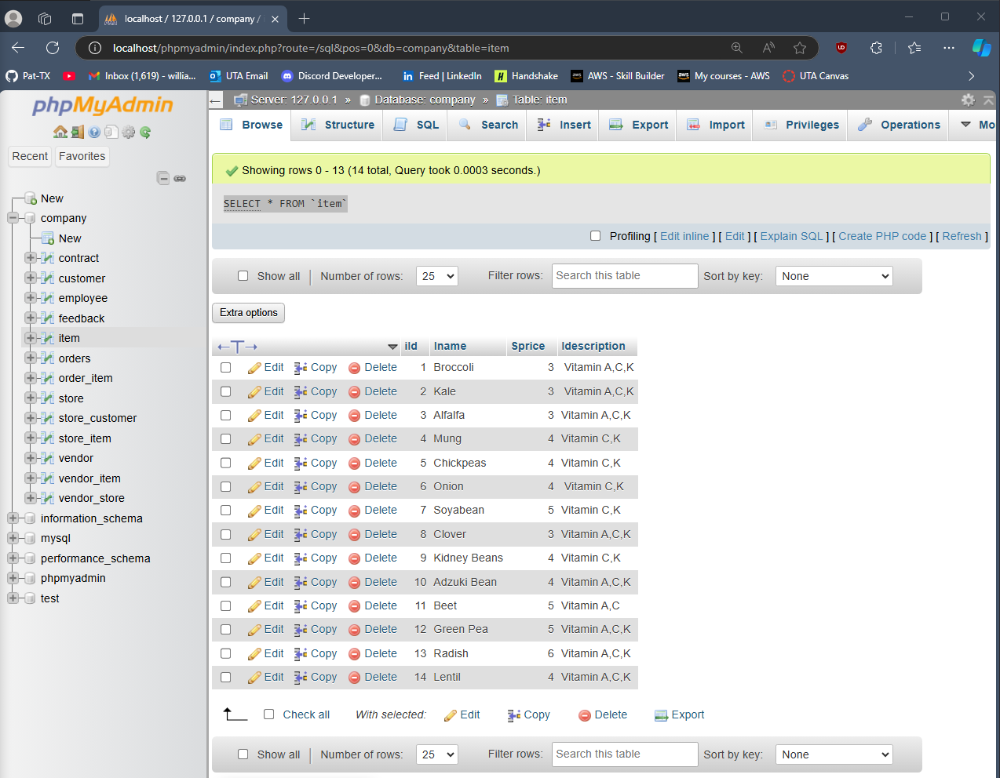 localhost / 127.0.0.1 / company /
localhost/phpmyadmin/index.php?route=/sql&pos=0&db=company&table=item
Pat-TX Inbox (1,619) - willia... UTA Email Discord Developer... Feed | LinkedIn Handshake AWS - Skill Builder My courses - AWS UTA Canvas
phpMyAdmin
Recent Favorites
New
company
New
contract
customer
employee
feedback
item
orders
order_item
store
store_customer
store_item
vendor
vendor_item
vendor_store
information_schema
mysql
performance_schema
phpmyadmin
test
Server: 127.0.0.1 » Database: company » Table: item
Browse Structure SQL Search Insert Export Import Privileges Operations Mo
Showing rows 0 - 13 (14 total, Query took 0.0003 seconds.)
SELECT * FROM `item`
Profiling [ Edit inline ] [ Edit ] [ Explain SQL ] [ Create PHP code ] [ Refresh ]
Show all | Number of rows: 25 Filter rows: Search this table Sort by key: None
Extra options
←T→ iId Iname Sprice Idescription
Edit Copy Delete 1 Broccoli 3 Vitamin A,C,K
Edit Copy Delete 2 Kale 3 Vitamin A,C,K
Edit Copy Delete 3 Alfalfa 3 Vitamin A,C,K
Edit Copy Delete 4 Mung 4 Vitamin C,K
Edit Copy Delete 5 Chickpeas 4 Vitamin C,K
Edit Copy Delete 6 Onion 4 Vitamin C,K
Edit Copy Delete 7 Soyabean 5 Vitamin C,K
Edit Copy Delete 8 Clover 3 Vitamin A,C,K
Edit Copy Delete 9 Kidney Beans 4 Vitamin C,K
Edit Copy Delete 10 Adzuki Bean 4 Vitamin A,C,K
Edit Copy Delete 11 Beet 5 Vitamin A,C
Edit Copy Delete 12 Green Pea 5 Vitamin A,C,K
Edit Copy Delete 13 Radish 6 Vitamin A,C,K
Edit Copy Delete 14 Lentil 4 Vitamin A,C,K
Check all With selected: Edit Copy Delete Export
Show all | Number of rows: 25 Filter rows: Search this table Sort by key: None